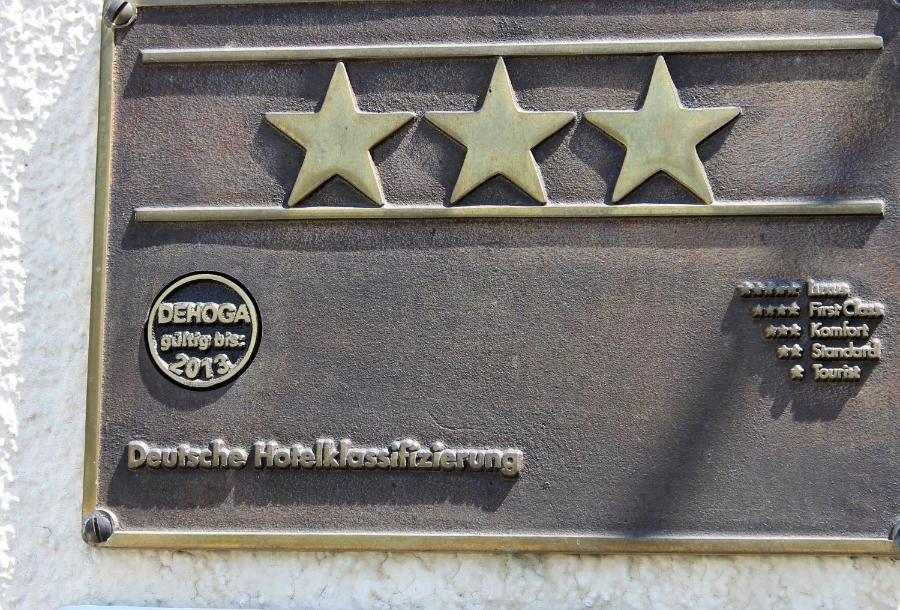 DEHOGA
gültig bis:
2013
Luxus
First Class
Komfort
Standard
Tourist
Deutsche Hotelklassifizierung